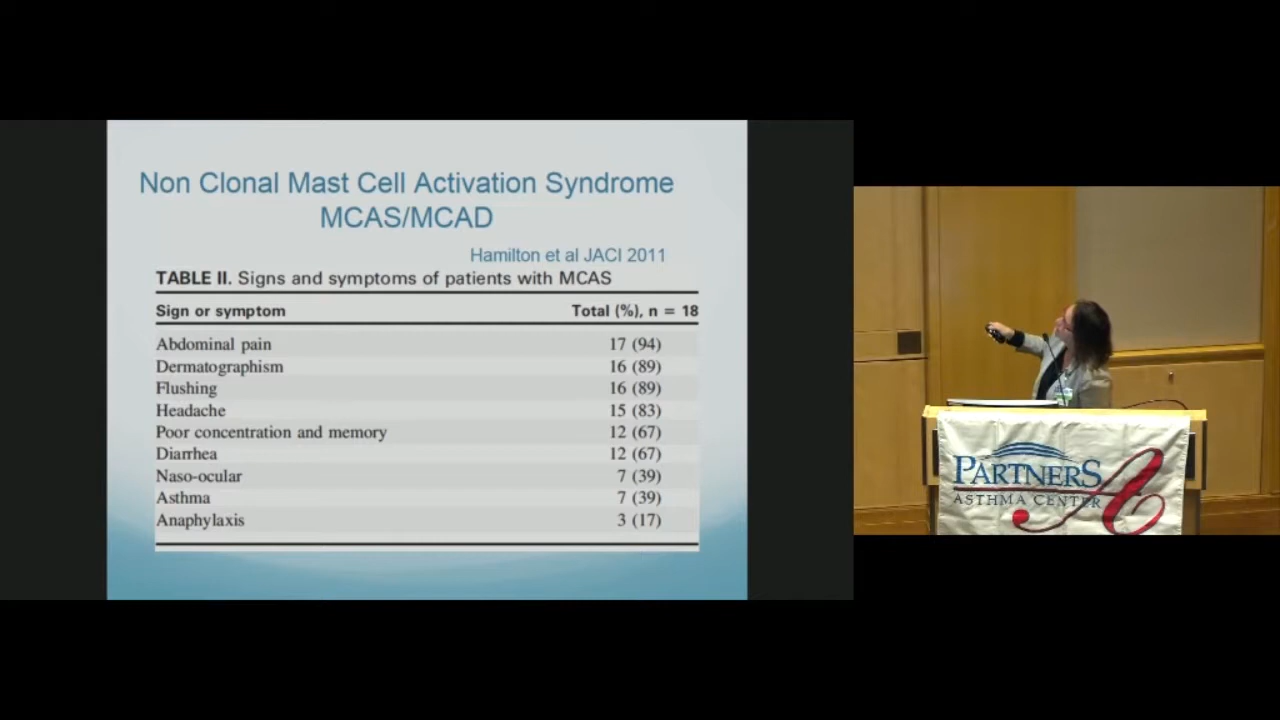 Non Clonal Mast Cell Activation Syndrome
MCAS/MCAD
Hamilton et al JACI 2011
TABLE II. Signs and symptoms of patients with MCAS
Sign or symptom Total (%), n = 18
Abdominal pain 17 (94)
Dermatographism 16 (89)
Flushing 16 (89)
Headache 15 (83)
Poor concentration and memory 12 (67)
Diarrhea 12 (67)
Naso-ocular 7 (39)
Asthma 7 (39)
Anaphylaxis 3 (17)
PARTNERS
ASTHMA CENTER